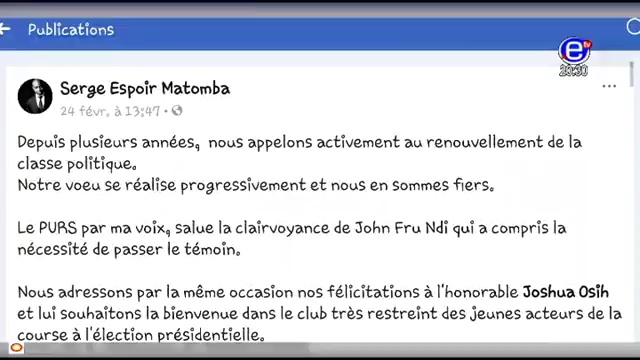 Publications
e
20:30
Serge Espoir Matomba
24 févr. à 13:47
Depuis plusieurs années, nous appelons activement au renouvellement de la
classe politique.
Notre voeu se réalise progressivement et nous en sommes fiers.
Le PURS par ma voix, salue la clairvoyance de John Fru Ndi qui a compris la
nécessité de passer le témoin.
Nous adressons par la même occasion nos félicitations à l'honorable Joshua Osih
et lui souhaitons la bienvenue dans le club très restreint des jeunes acteurs de la
course à l'élection présidentielle.